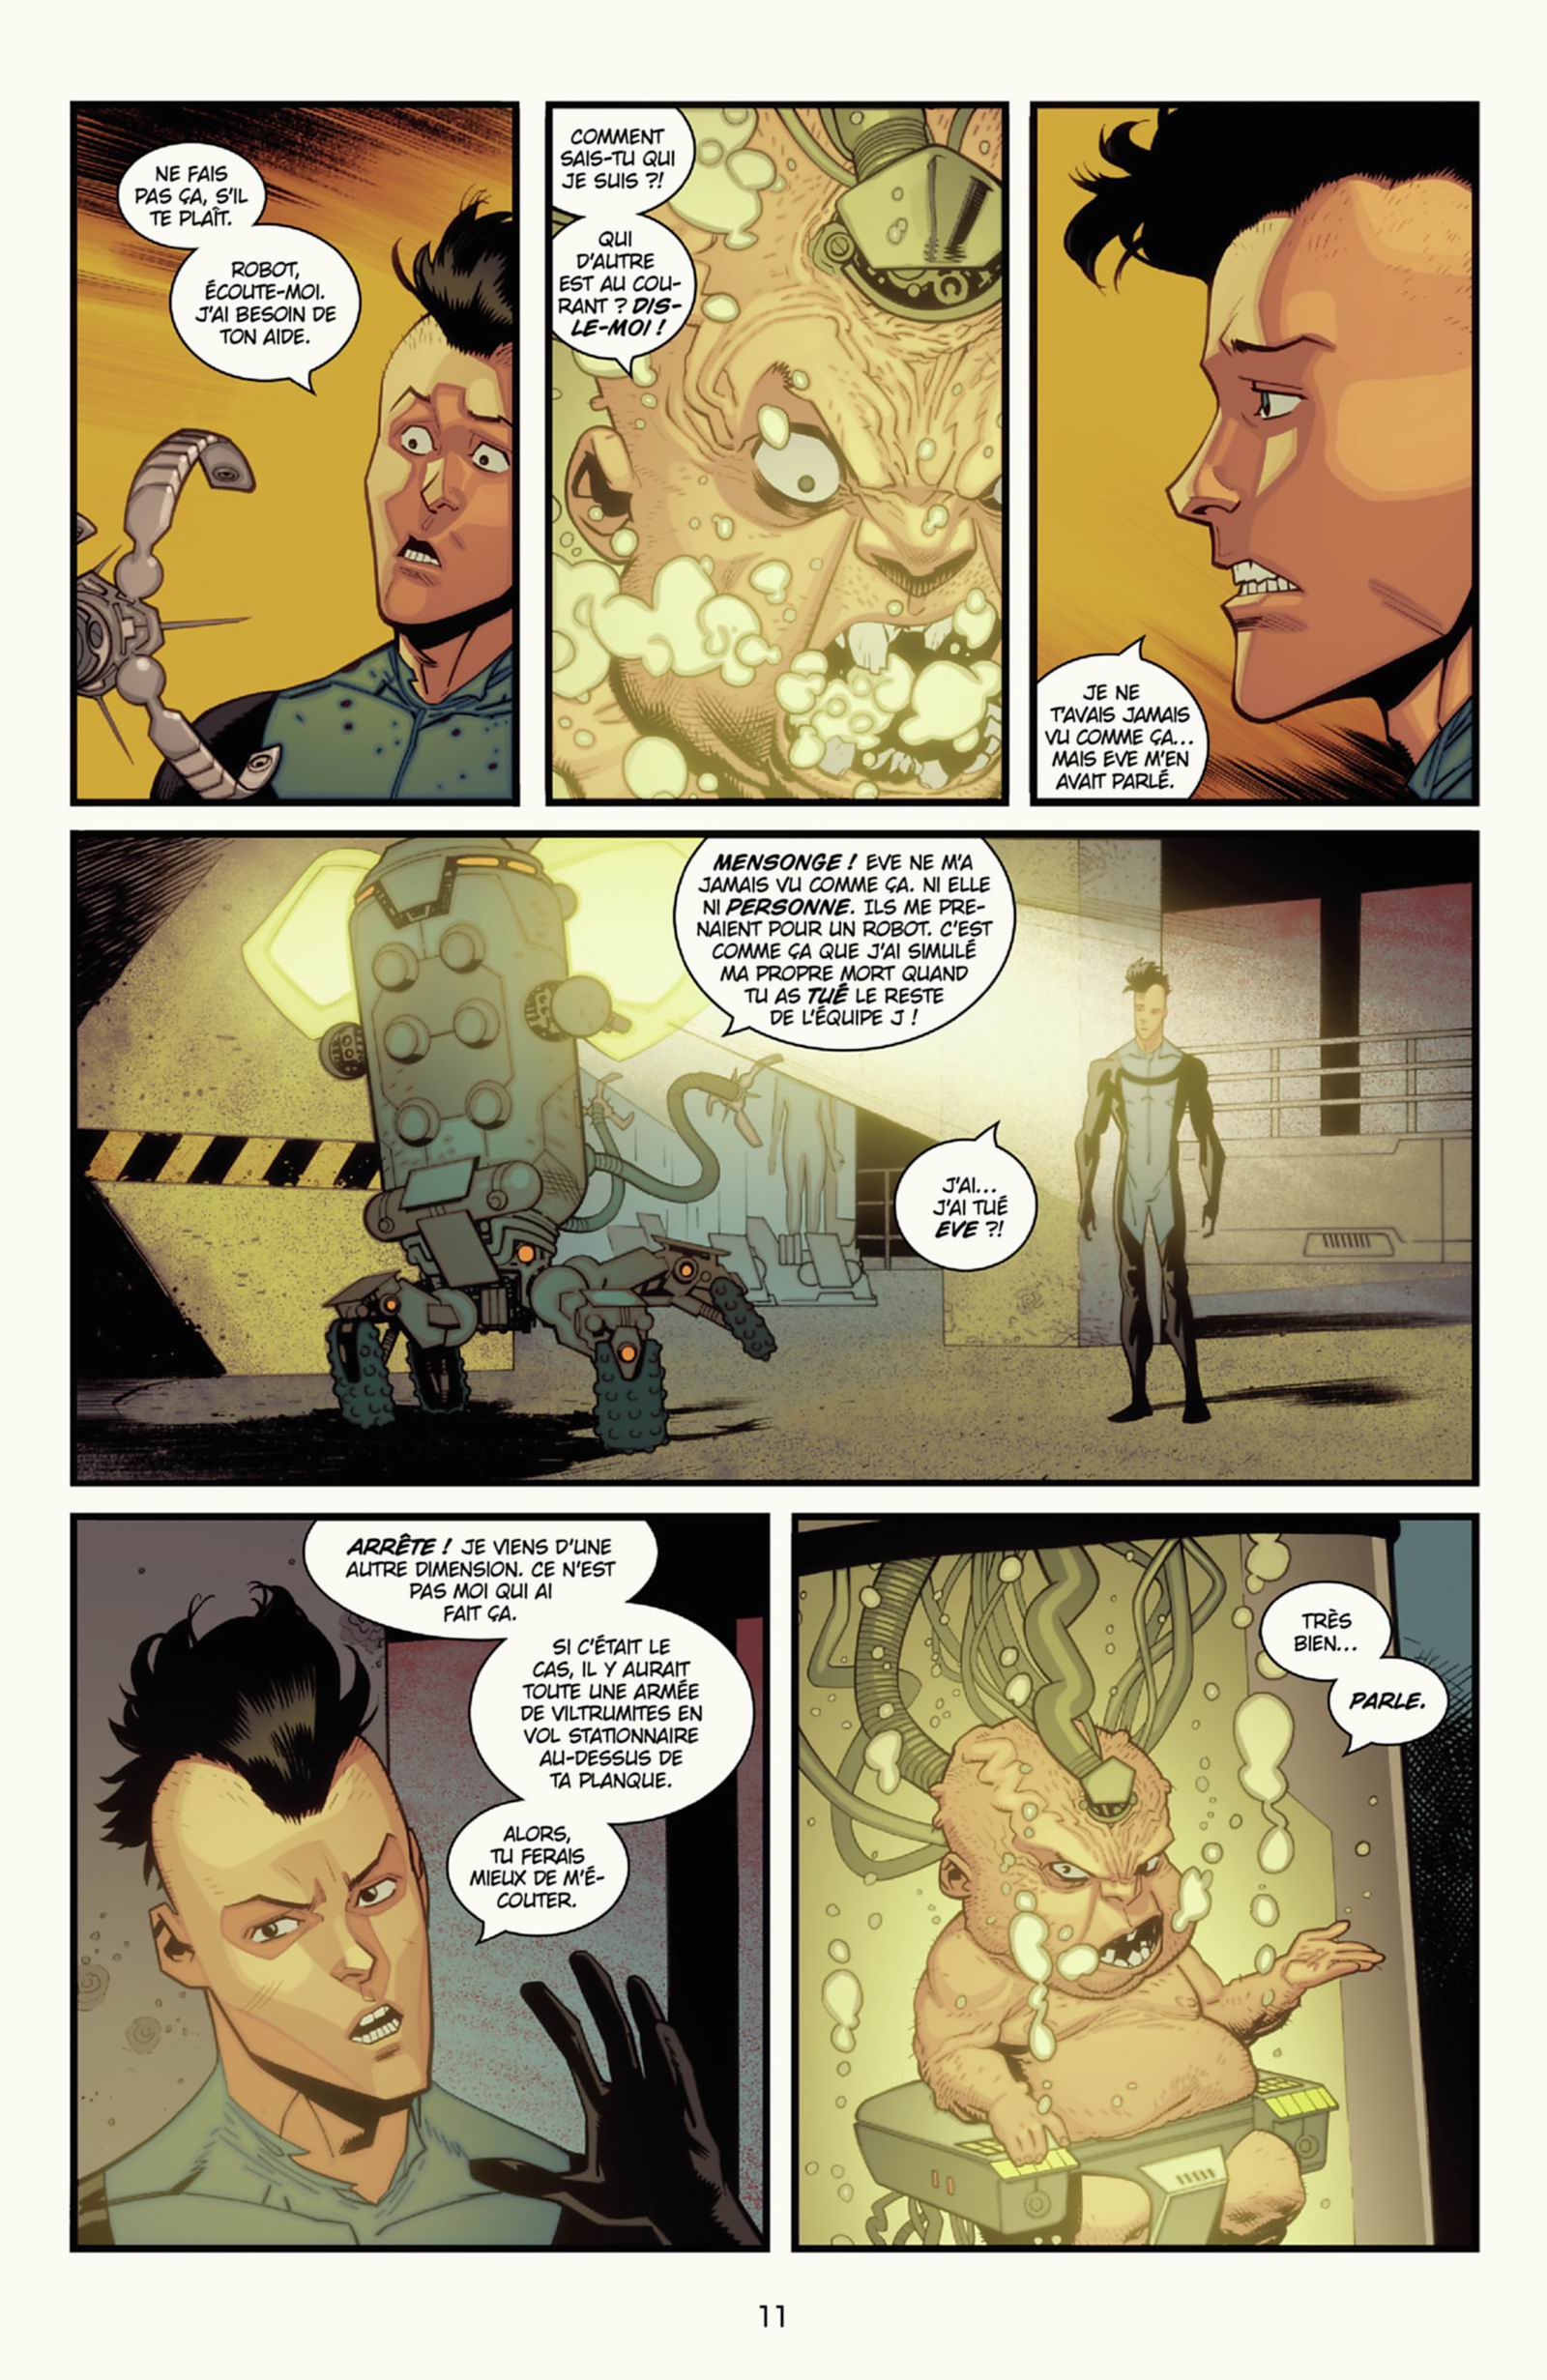 NE FAIS
PAS ÇA, S'IL
TE PLAÎT.
ROBOT,
ÉCOUTE-MOI.
J'AI BESOIN DE
TON AIDE.
COMMENT
SAIS-TU QUI
JE SUIS ?!
QUI
D'AUTRE
EST AU COU-
RANT ? DIS-
LE-MOI !
JE NE
T'AVAIS JAMAIS
VU COMME ÇA...
MAIS EVE M'EN
AVAIT PARLÉ.
MENSONGE ! EVE NE M'A
JAMAIS VU COMME ÇA. NI ELLE
NI PERSONNE. ILS ME PRE-
NAIENT POUR UN ROBOT. C'EST
COMME ÇA QUE J'AI SIMULÉ
MA PROPRE MORT QUAND
TU AS TUÉ LE RESTE
DE L'ÉQUIPE J !
J'AI...
J'AI TUÉ
EVE ?!
ARRÊTE ! JE VIENS D'UNE
AUTRE DIMENSION. CE N'EST
PAS MOI QUI AI
FAIT ÇA.
SI C'ÉTAIT LE
CAS, IL Y AURAIT
TOUTE UNE ARMÉE
DE VILTRUMITES EN
VOL STATIONNAIRE
AU-DESSUS DE
TA PLANQUE.
ALORS,
TU FERAIS
MIEUX DE M'É-
COUTER.
TRÈS
BIEN...
PARLE.
11